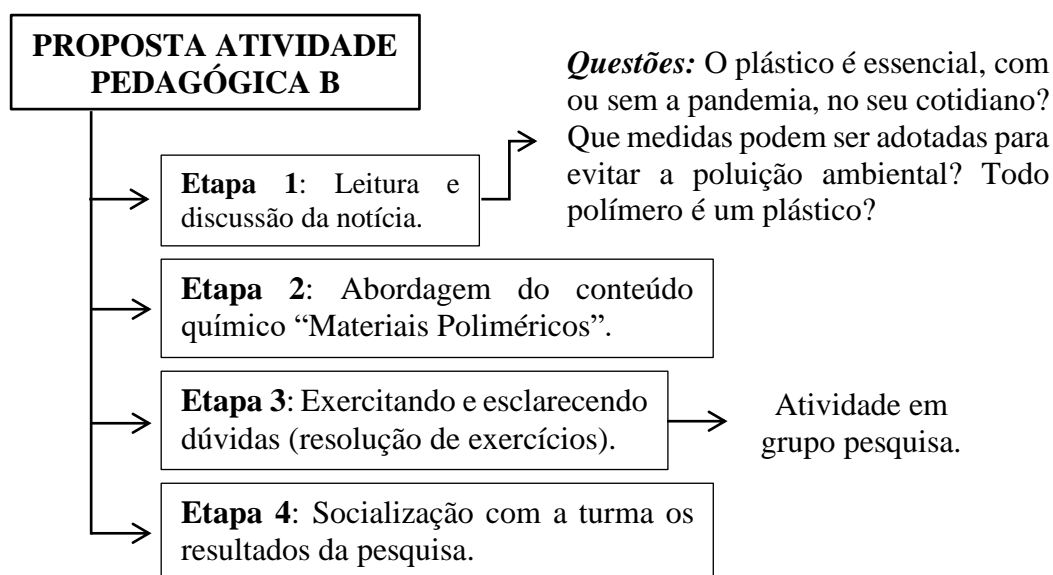 PROPOSTA ATIVIDADE
PEDAGÓGICA B
Questões: O plástico é essencial, com
ou sem a pandemia, no seu cotidiano?
Que medidas podem ser adotadas para
evitar a poluição ambiental? Todo
polímero é um plástico?
Etapa 1: Leitura e
discussão da notícia.
Etapa 2: Abordagem do conteúdo
químico “Materiais Poliméricos”.
Etapa 3: Exercitando e esclarecendo
dúvidas (resolução de exercícios).
Atividade em
grupo pesquisa.
Etapa 4: Socialização com a turma os
resultados da pesquisa.